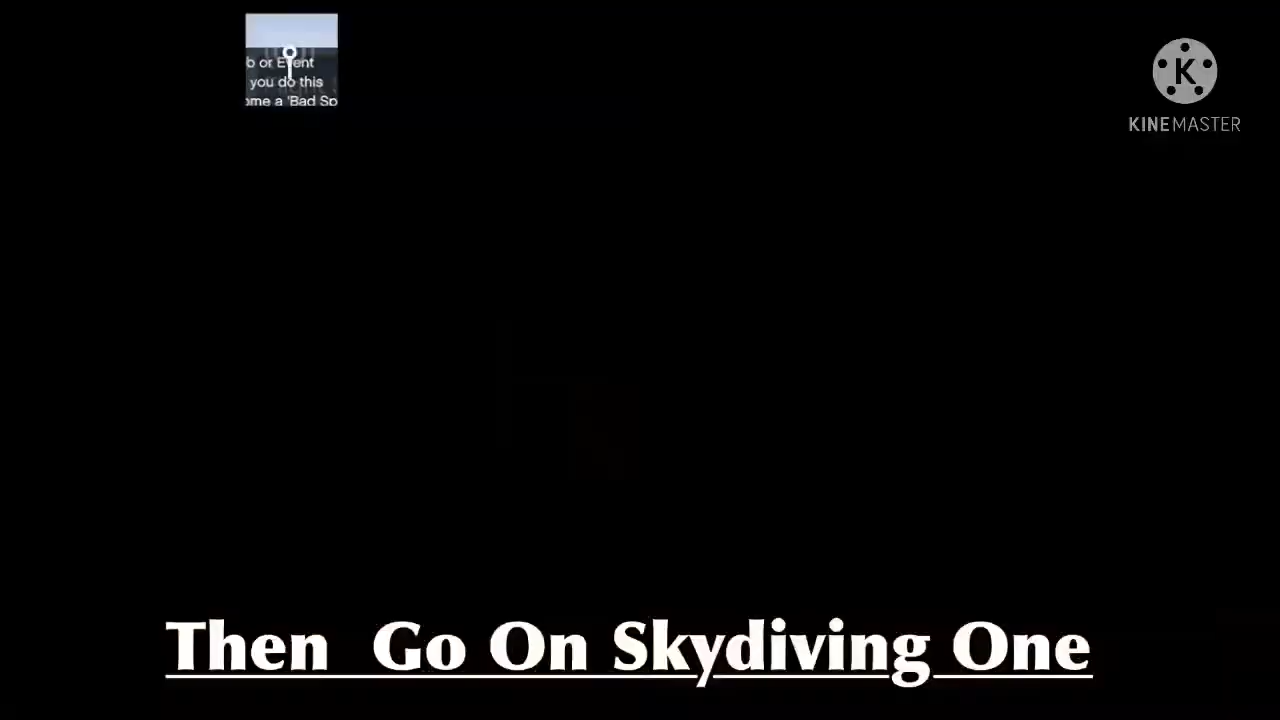 b or Event
you do this
ome a 'Bad Sp
K
KINEMASTER
Then Go On Skydiving One